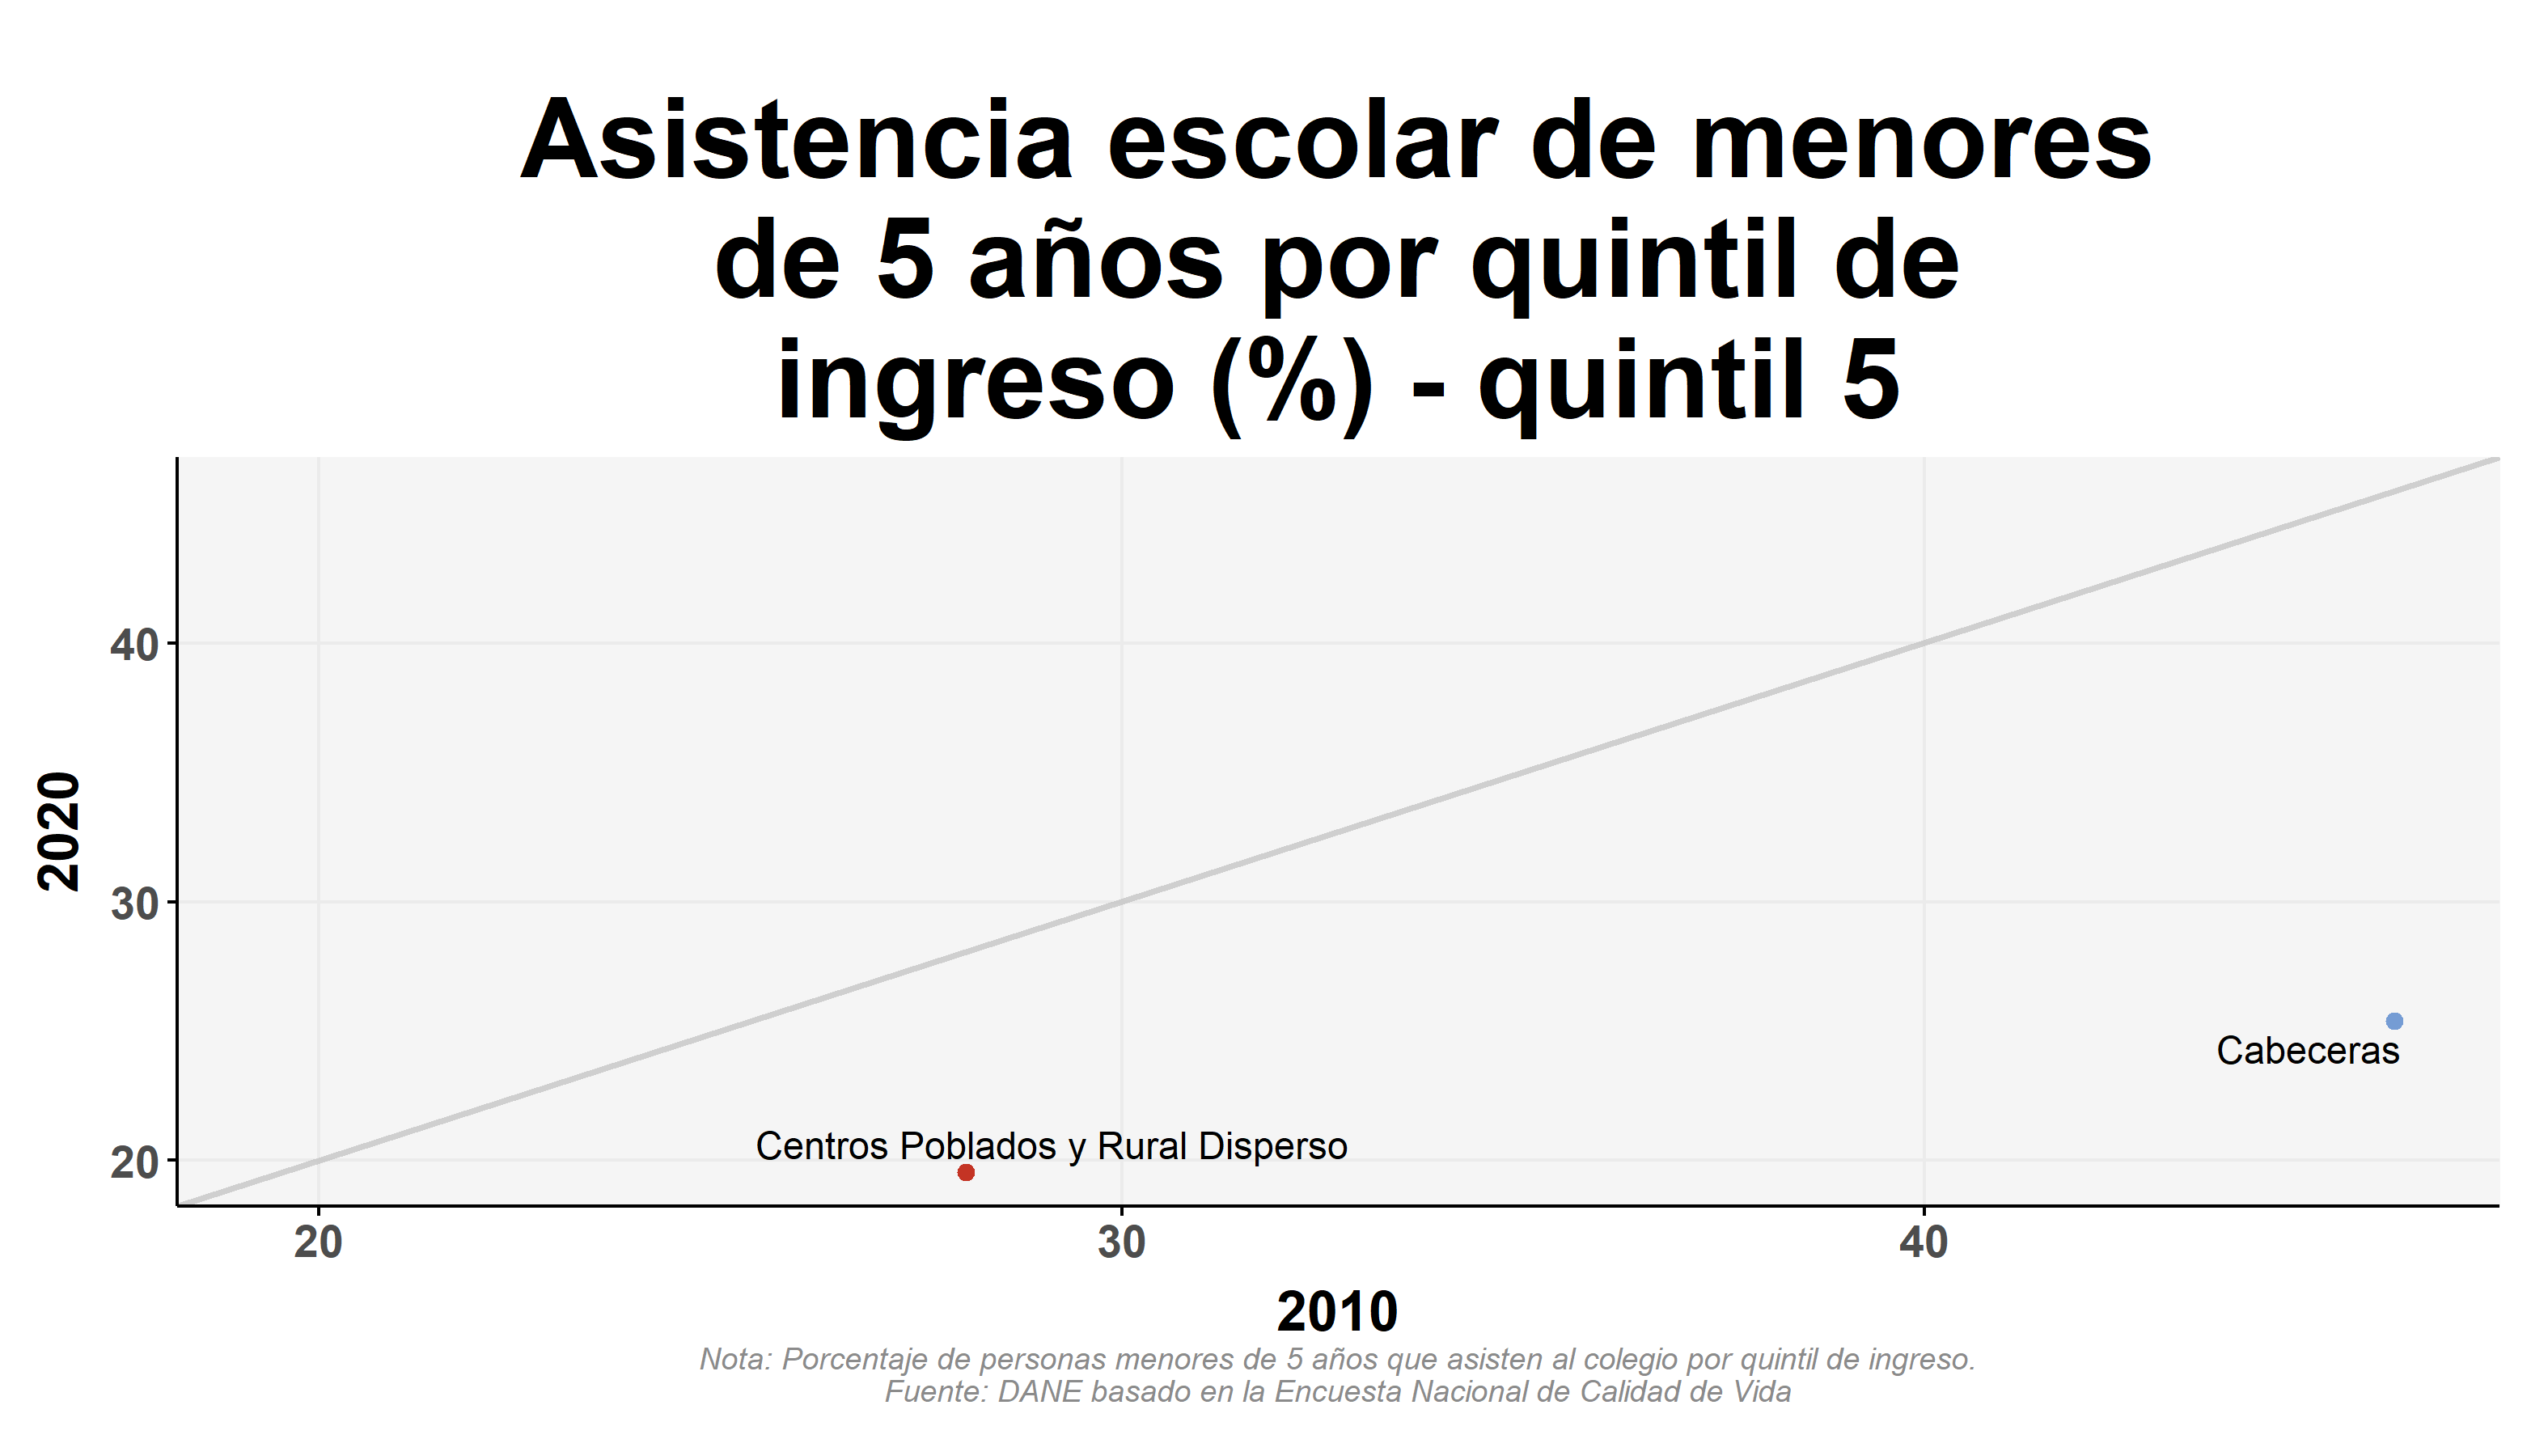 Asistencia escolar de menores
de 5 años por quintil de
ingreso (%) - quintil 5
2020
40
30
20
Cabeceras
Centros Poblados y Rural Disperso
20
30
40
2010
Nota: Porcentaje de personas menores de 5 años que asisten al colegio por quintil de ingreso.
Fuente: DANE basado en la Encuesta Nacional de Calidad de Vida